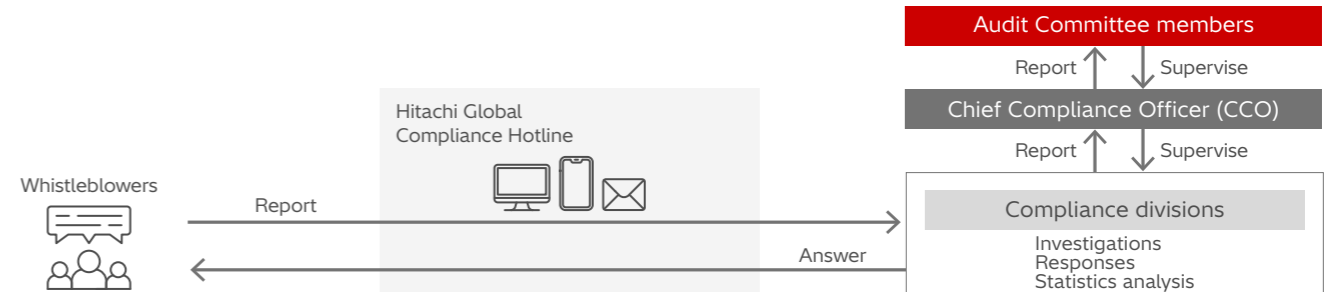 Audit Committee members
Report
Supervise
Hitachi Global
Compliance Hotline
Chief Compliance Officer (CCO)
Report
Supervise
Whistleblowers
Report
Compliance divisions
Answer
Investigations
Responses
Statistics analysis